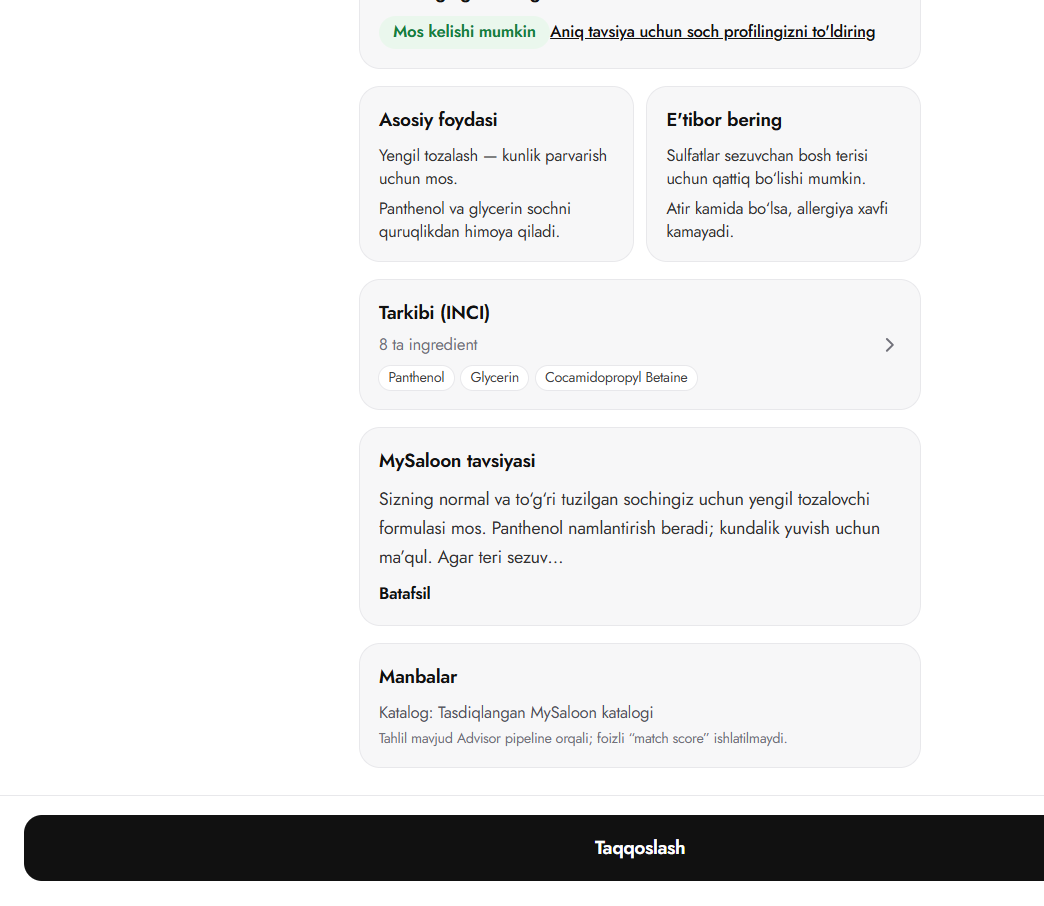 Mos kelishi mumkin Aniq tavsiya uchun soch profilingizni to'ldiring
Asosiy foydasi
Yengil tozalash — kunlik parvarish
uchun mos.
Panthenol va glycerin sochni
quruqlikdan himoya qiladi.
E'tibor bering
Sulfatlar sezuvchan bosh terisi
uchun qattiq bo‘lishi mumkin.
Atir kamida bo‘lsa, allergiya xavfi
kamayadi.
Tarkibi (INCI)
8 ta ingredient
Panthenol Glycerin Cocamidopropyl Betaine
MySaloon tavsiyasi
Sizning normal va to‘g‘ri tuzilgan sochingiz uchun yengil tozalovchi
formulasi mos. Panthenol namlantirish beradi; kundalik yuvish uchun
ma’qul. Agar teri sezuv…
Batafsil
Manbalar
Katalog: Tasdiqlangan MySaloon katalogi
Tahlil mavjud Advisor pipeline orqali; foizli “match score” ishlatilmaydi.
Taqqoslash